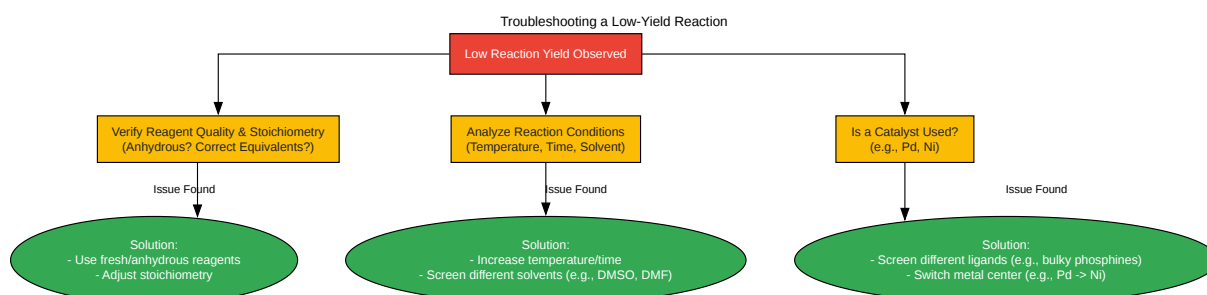 Troubleshooting a Low-Yield Reaction
Low Reaction Yield Observed
Verify Reagent Quality & Stoichiometry
(Anhydrous? Correct Equivalents?)
Analyze Reaction Conditions
(Temperature, Time, Solvent)
Is a Catalyst Used?
(e.g., Pd, Ni)
Issue Found
Issue Found
Issue Found
Solution:
- Use fresh/anhydrous reagents
- Adjust stoichiometry
Solution:
- Increase temperature/time
- Screen different solvents (e.g., DMSO, DMF)
Solution:
- Screen different ligands (e.g., bulky phosphines)
- Switch metal center (e.g., Pd -> Ni)